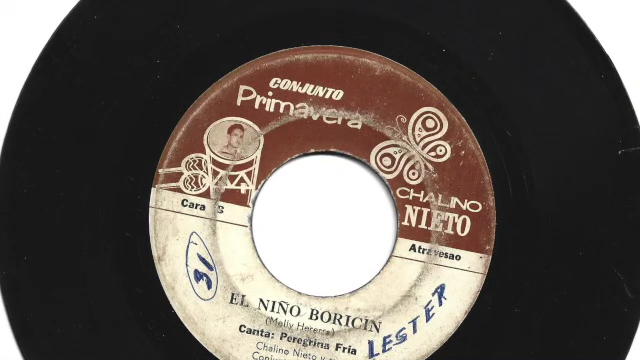 CONJUNTO
Primavera
CHALINO
NIETO
Cara
Atravesao
31
EL NIÑO BORICIN
(Melly Herrera)
Canta: Peregrina Fría
LESTER
Chalino Nieto y